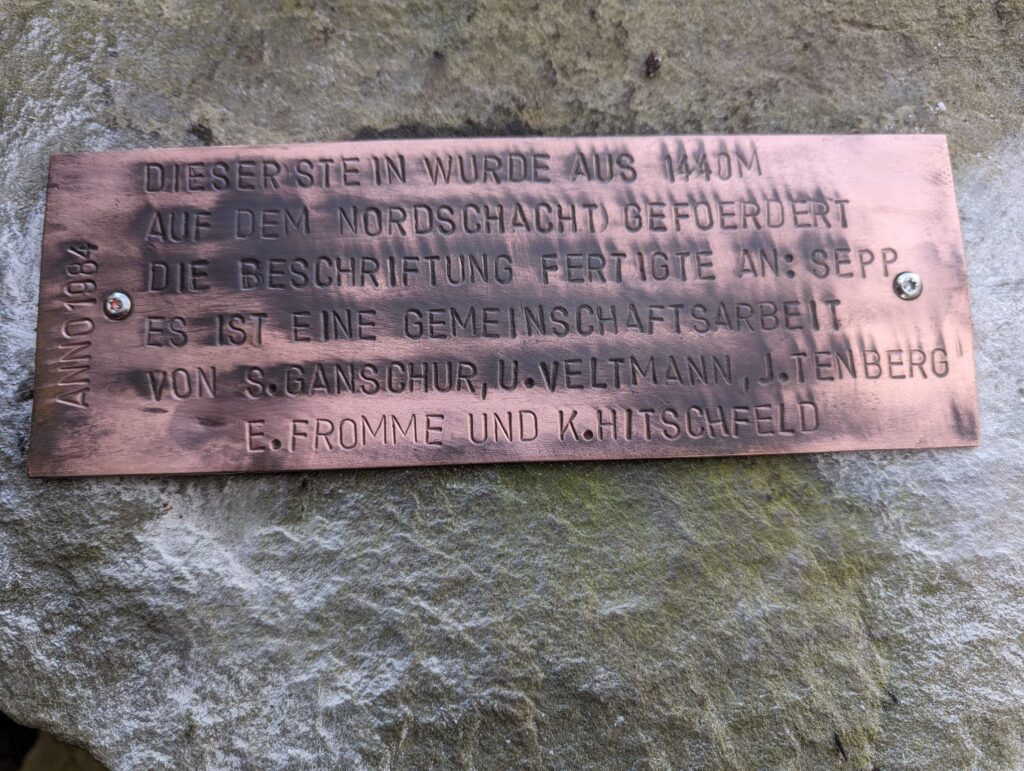 DIESER STEIN WURDE AUS 1440M
AUF DEM NORDSCHACHT) GEFOERDERT
DIE BESCHRIFTUNG FERTIGTE AN: SEPP
ES IST EINE GEMEINSCHAFTSARBEIT
VON S.GANSCHUR, U.VELTMANN, J.TENBERG
E.FROMME UND K.HITSCHFELD
ANNO 1984